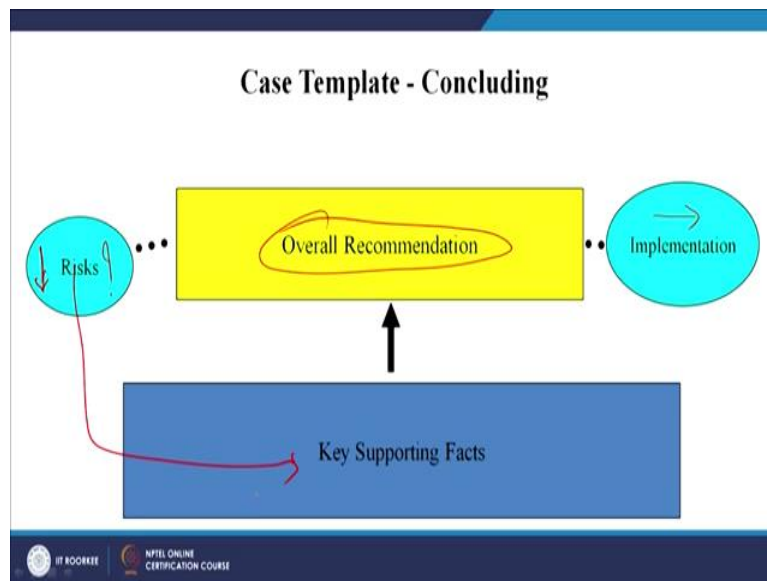 Case Template - Concluding
Risks
Overall Recommendation
Implementation
Key Supporting Facts
IIT ROORKEE
NPTEL ONLINE
CERTIFICATION COURSE